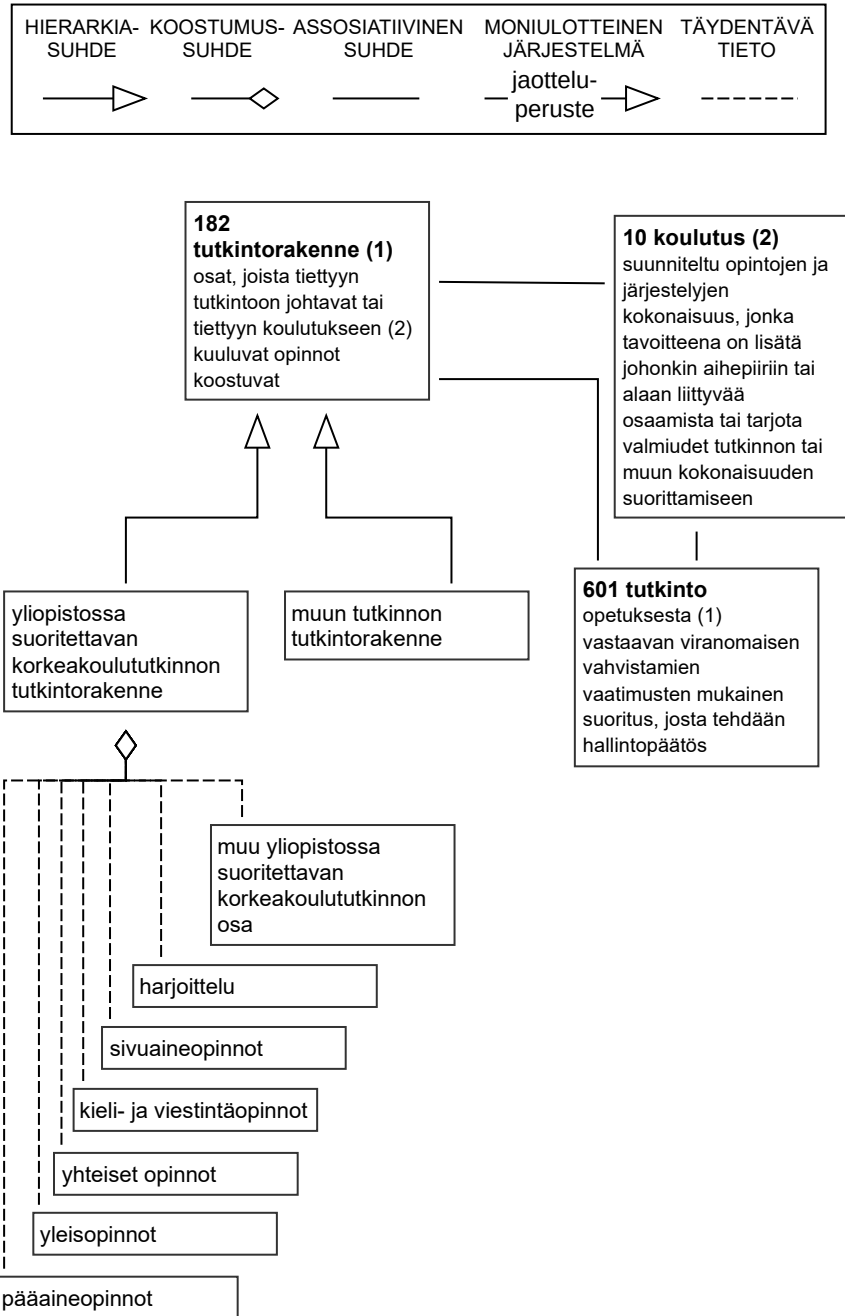 HIERARKIA-
SUHDE
KOOSTUMUS-
SUHDE
ASSOSIATIIVINEN
SUHDE
MONIULOTTEINEN
JÄRJESTELMÄ
jaottelu-
peruste
TÄYDENTÄVÄ
TIETO
182
tutkintorakenne (1)
osat, joista tiettyyn
tutkintoon johtavat tai
tiettyyn koulutukseen (2)
kuuluvat opinnot
koostuvat
10 koulutus (2)
suunniteltu opintojen ja
järjestelyjen
kokonaisuus, jonka
tavoitteena on lisätä
johonkin aihepiiriin tai
alaan liittyvää
osaamista tai tarjota
valmiudet tutkinnon tai
muun kokonaisuuden
suorittamiseen
yliopistossa
suoritettavan
korkeakoulututkinnon
tutkintorakenne
muun tutkinnon
tutkintorakenne
601 tutkinto
opetuksesta (1)
vastaavan viranomaisen
vahvistamien
vaatimusten mukainen
suoritus, josta tehdään
hallintopäätös
muu yliopistossa
suoritettavan
korkeakoulututkinnon
osa
harjoittelu
sivuaineopinnot
kieli- ja viestintäopinnot
yhteiset opinnot
yleisopinnot
pääaineopinnot